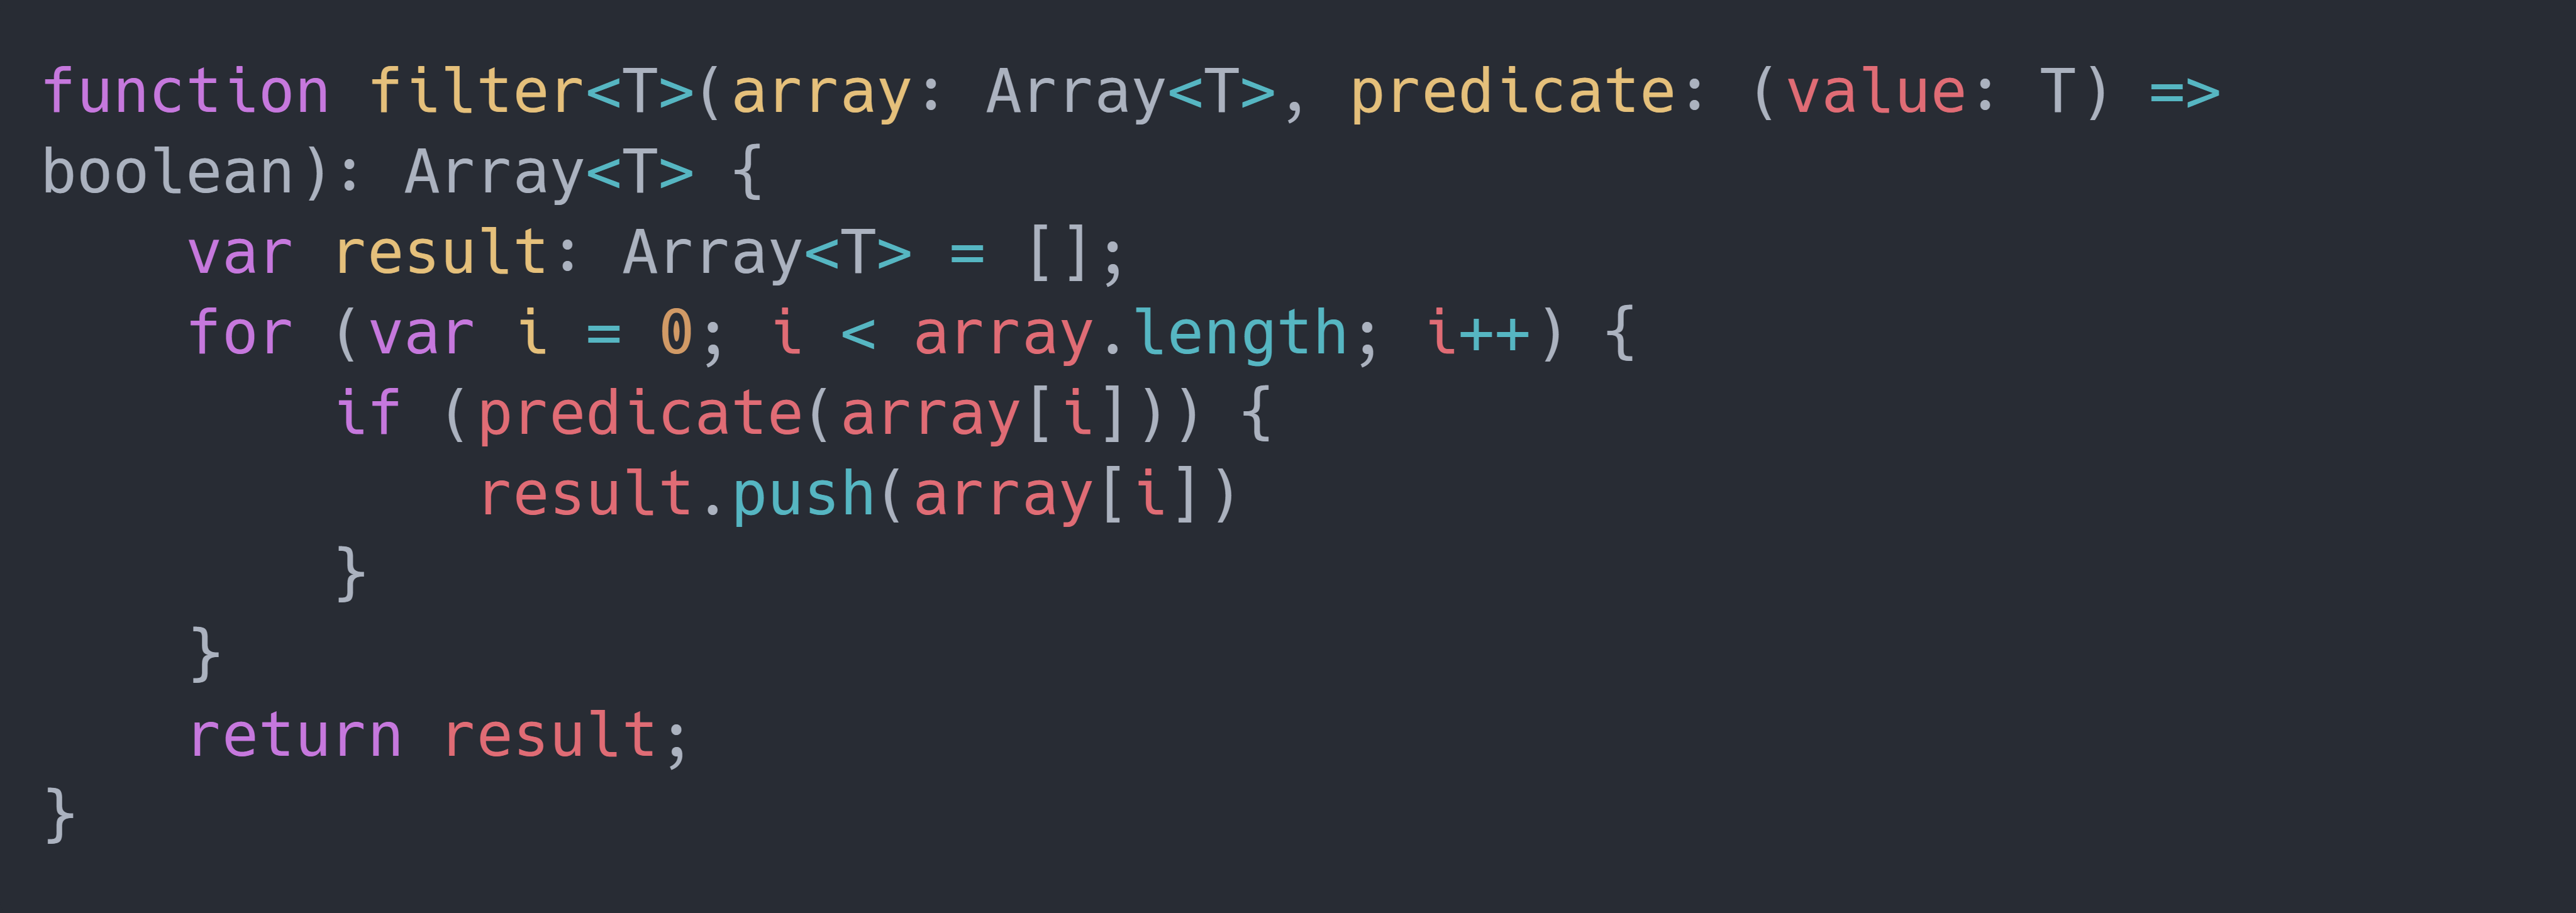 function filter<T>(array: Array<T>, predicate: (value: T) =>
boolean): Array<T> {
    var result: Array<T> = [];
    for (var i = 0; i < array.length; i++) {
        if (predicate(array[i])) {
            result.push(array[i])
        }
    }
    return result;
}